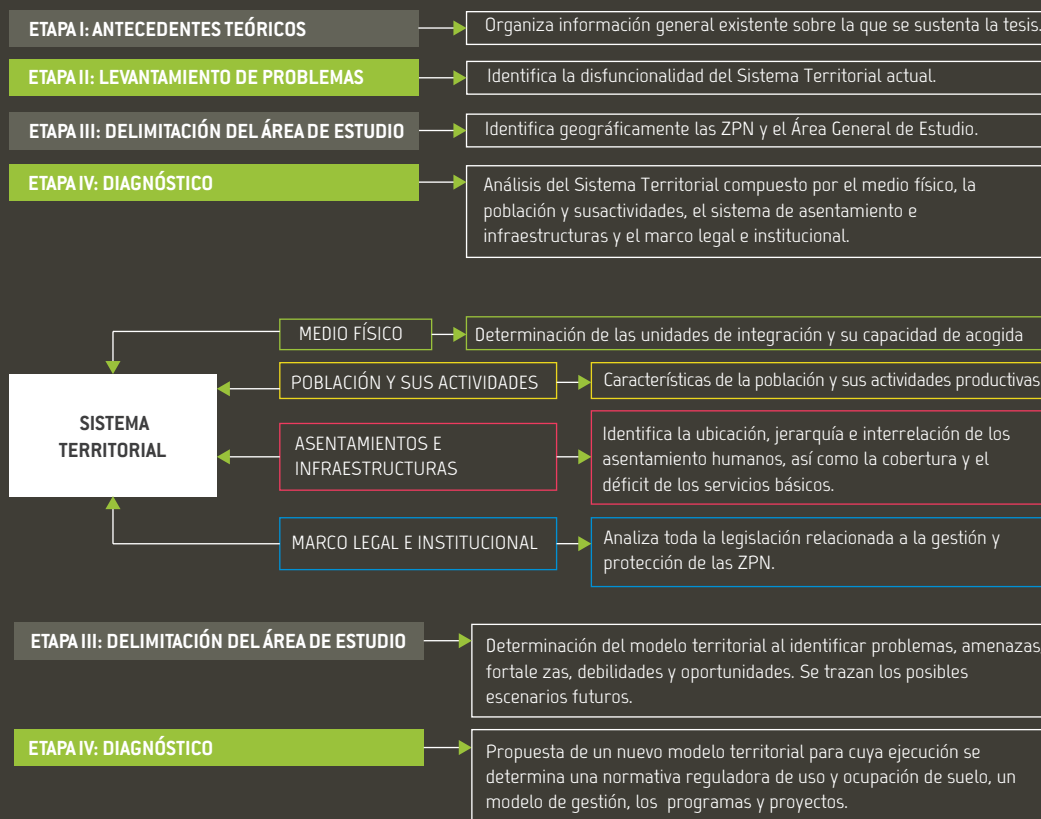 ETAPA I: ANTECEDENTES TEÓRICOS
Organiza información general existente sobre la que se sustenta la tesis.
ETAPA II: LEVANTAMIENTO DE PROBLEMAS
Identifica la disfuncionalidad del Sistema Territorial actual.
ETAPA III: DELIMITACIÓN DEL ÁREA DE ESTUDIO
Identifica geográficamente las ZPN y el Área General de Estudio.
ETAPA IV: DIAGNÓSTICO
Análisis del Sistema Territorial compuesto por el medio físico, la
población y susactividades, el sistema de asentamiento e
infraestructuras y el marco legal e institucional.
MEDIO FÍSICO
Determinación de las unidades de integración y su capacidad de acogida
POBLACIÓN Y SUS ACTIVIDADES
Características de la población y sus actividades productivas
SISTEMA
TERRITORIAL
ASENTAMIENTOS E
INFRAESTRUCTURAS
Identifica la ubicación, jerarquía e interrelación de los
asentamiento humanos, así como la cobertura y el
déficit de los servicios básicos.
MARCO LEGAL E INSTITUCIONAL
Analiza toda la legislación relacionada a la gestión y
protección de las ZPN.
ETAPA III: DELIMITACIÓN DEL ÁREA DE ESTUDIO
Determinación del modelo territorial al identificar problemas, amenazas
fortale zas, debilidades y oportunidades. Se trazan los posibles
escenarios futuros.
ETAPA IV: DIAGNÓSTICO
Propuesta de un nuevo modelo territorial para cuya ejecución se
determina una normativa reguladora de uso y ocupación de suelo, un
modelo de gestión, los programas y proyectos.